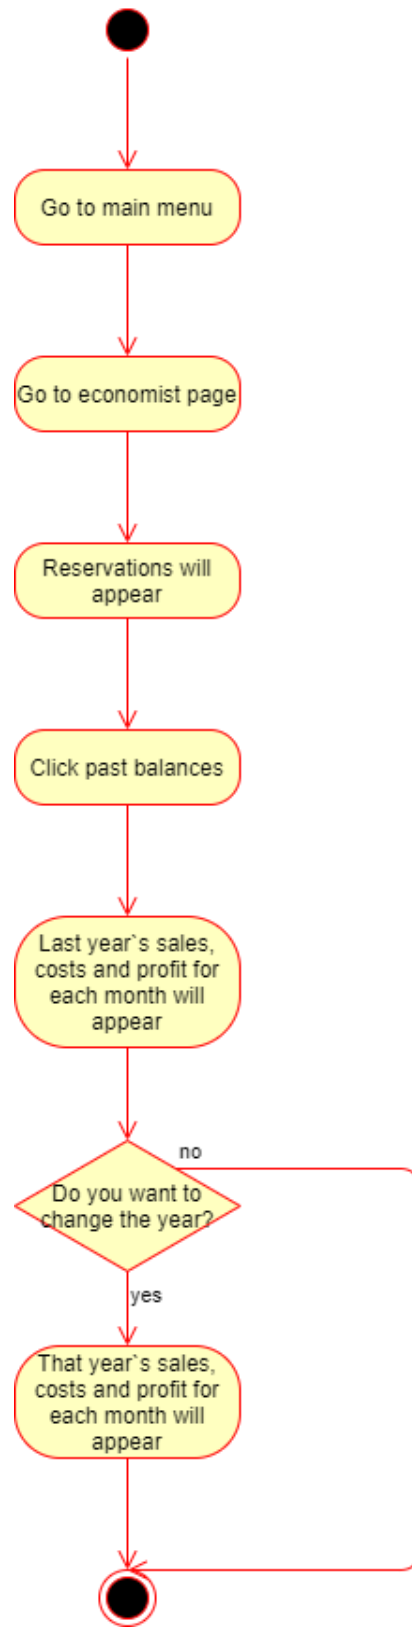 Go to main menu
Go to economist page
Reservations will
appear
Click past balances
Last year`s sales,
costs and profit for
each month will
appear
no
Do you want to
change the year?
yes
That year`s sales,
costs and profit for
each month will
appear